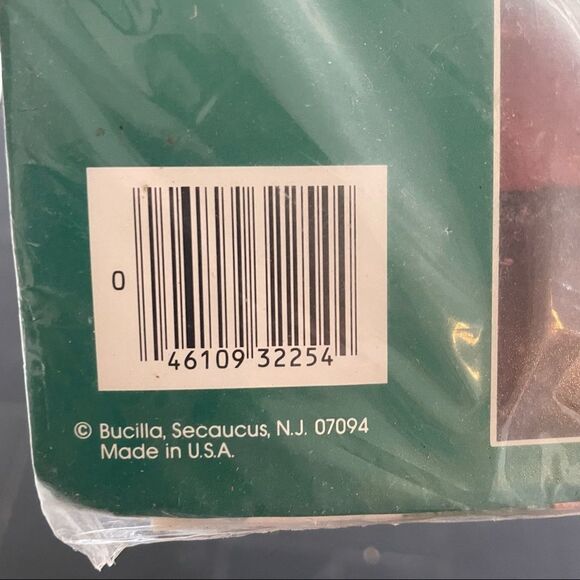 0
46109 32254
© Bucilla, Secaucus, N.J. 07094
Made in U.S.A.